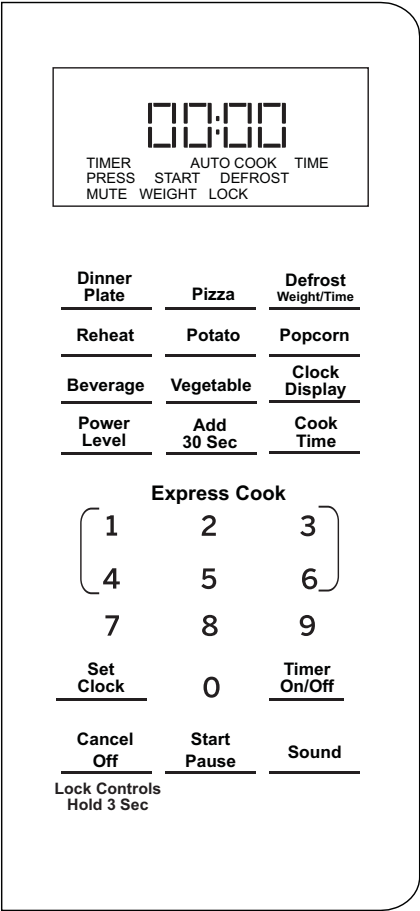 00:00
TIMER AUTO COOK TIME
PRESS START DEFROST
MUTE WEIGHT LOCK
Dinner
Plate
Pizza
Defrost
Weight/Time
Reheat Potato Popcorn
Beverage Vegetable
Clock
Display
Power
Level
Add
30 Sec
Cook
Time
Express Cook
1 2 3
4 5 6
7 8 9
Set
Clock
0
Timer
On/Off
Cancel
Off
Start
Pause
Sound
Lock Controls
Hold 3 Sec